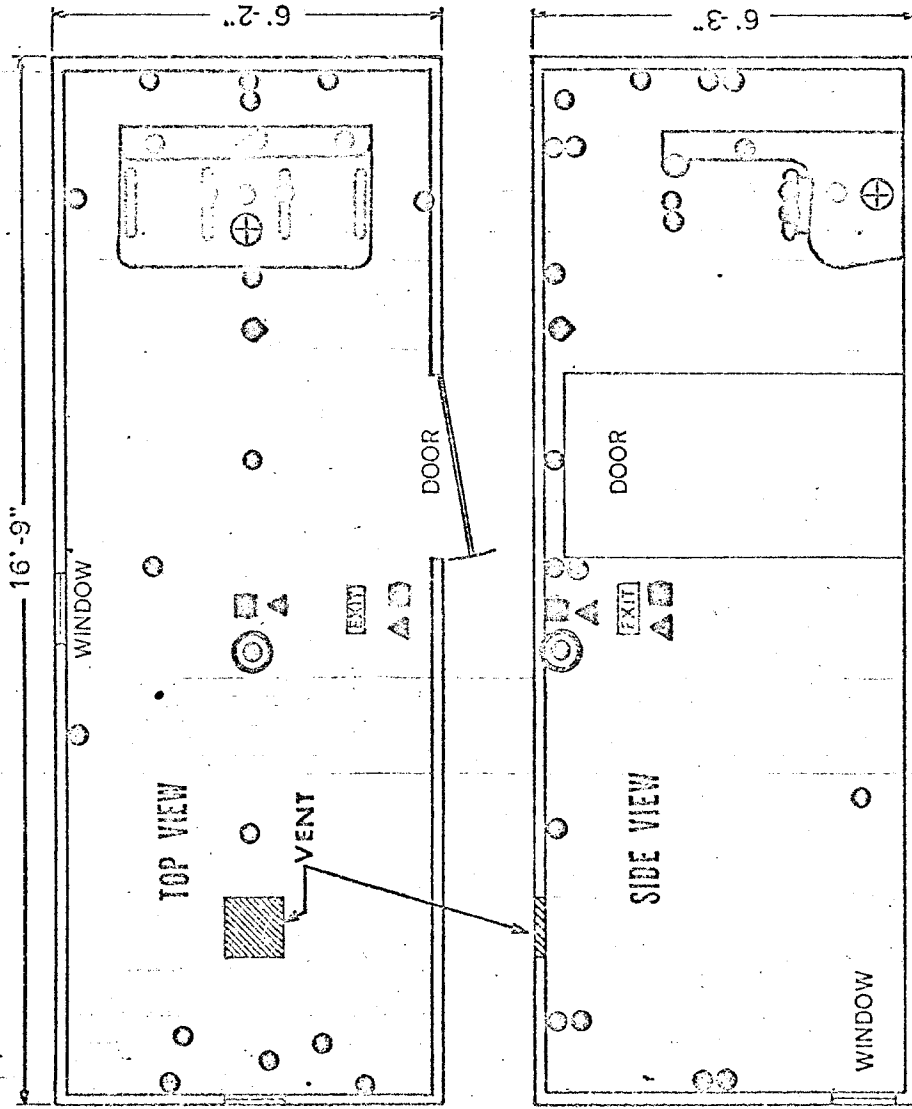 16'-9"
6'-2"
WINDOW
DOOR
EXIT
TOP VIEW
VENT
6'-3"
DOOR
EXIT
SIDE VIEW
WINDOW